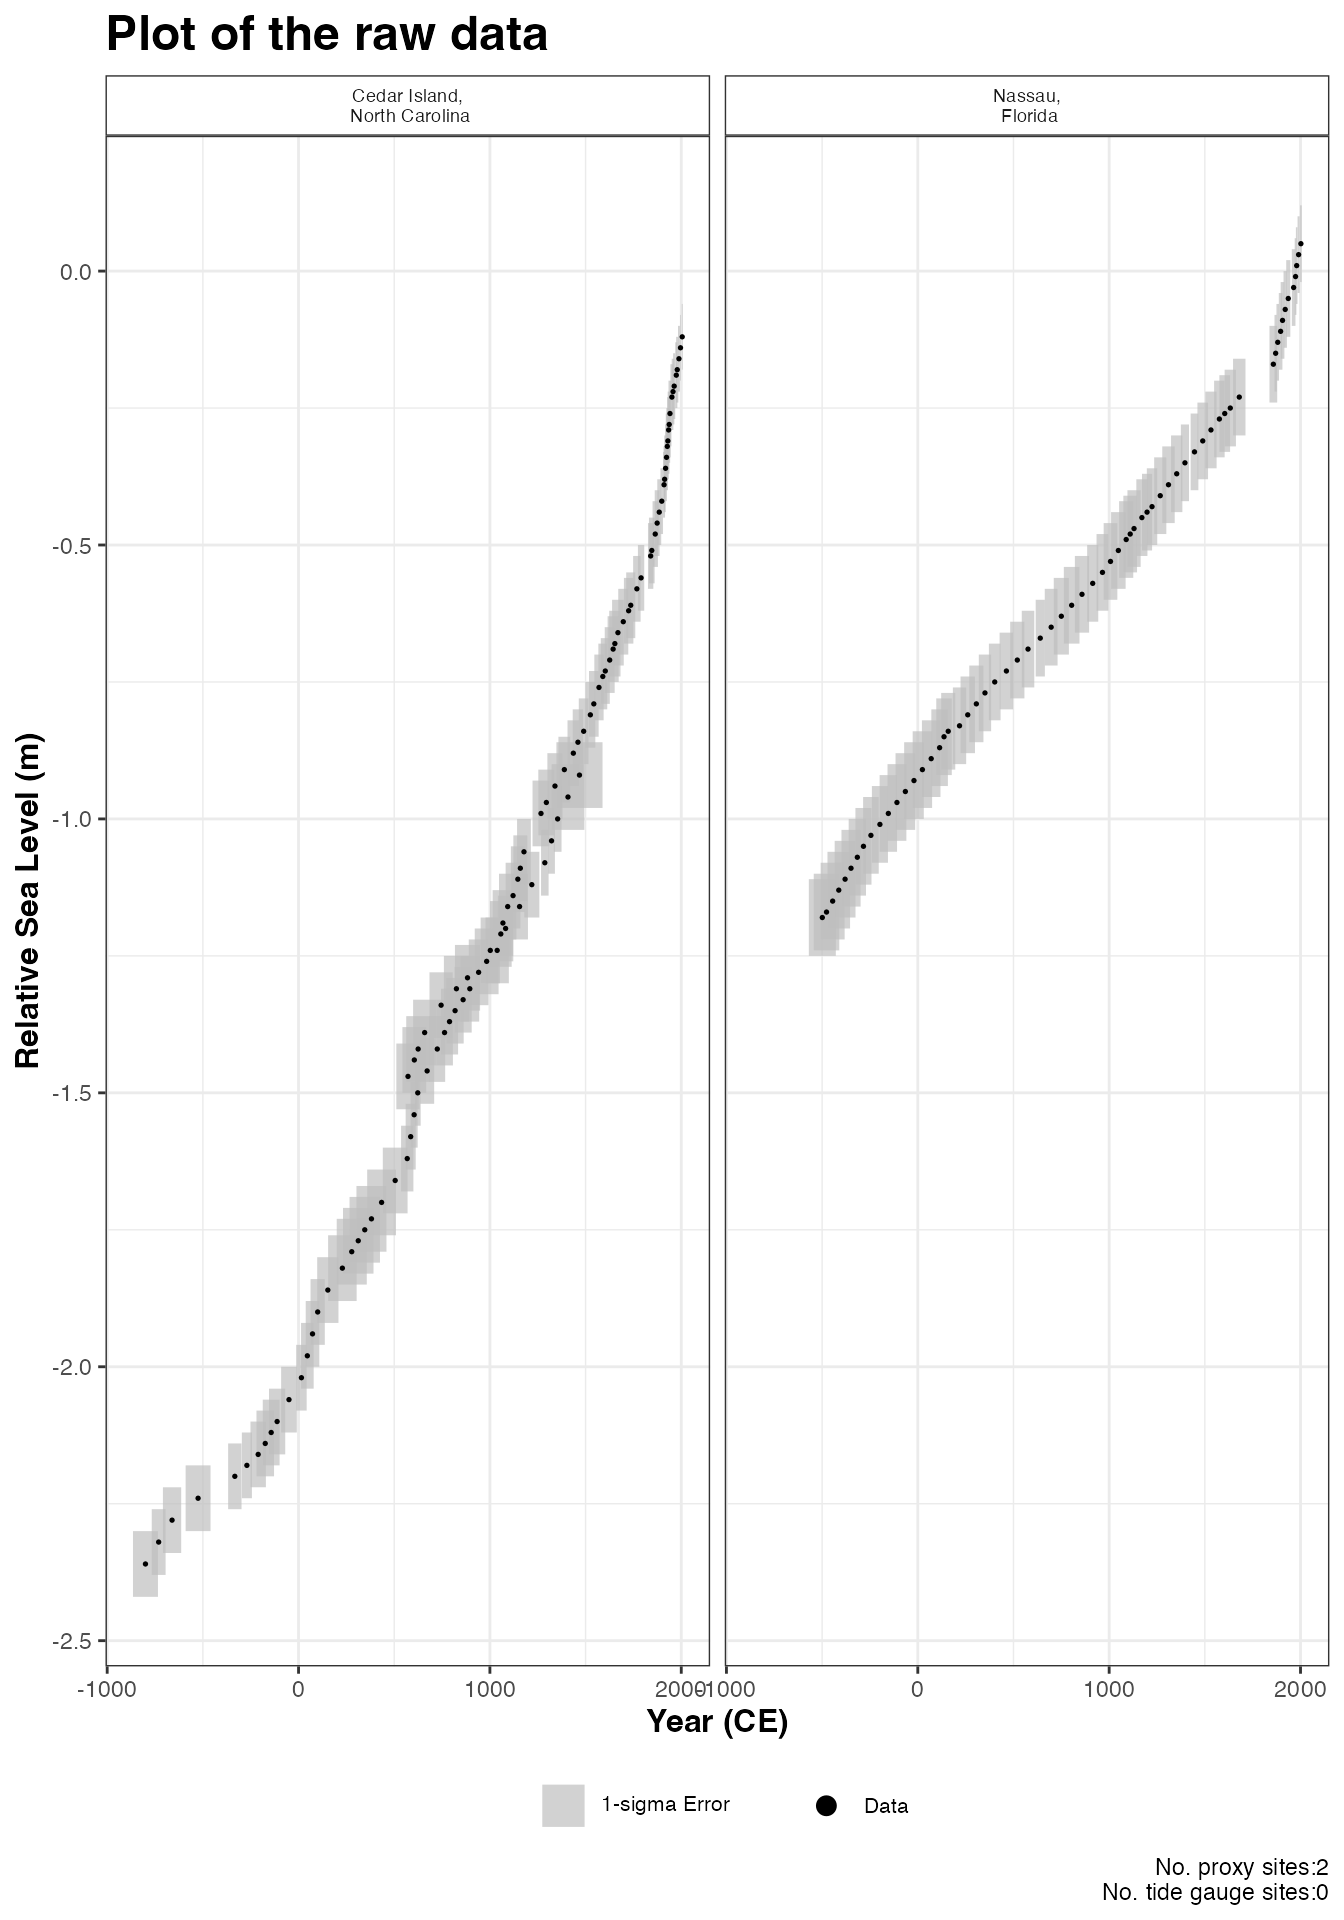 Plot of the raw data
Cedar Island,
North Carolina
Nassau,
Florida
Relative Sea Level (m)
0.0
-0.5
-1.0
-1.5
-2.0
-2.5
-1000 0 1000 2000
-1000 0 1000 2000
Year (CE)
1-sigma Error
Data
No. proxy sites:2
No. tide gauge sites:0